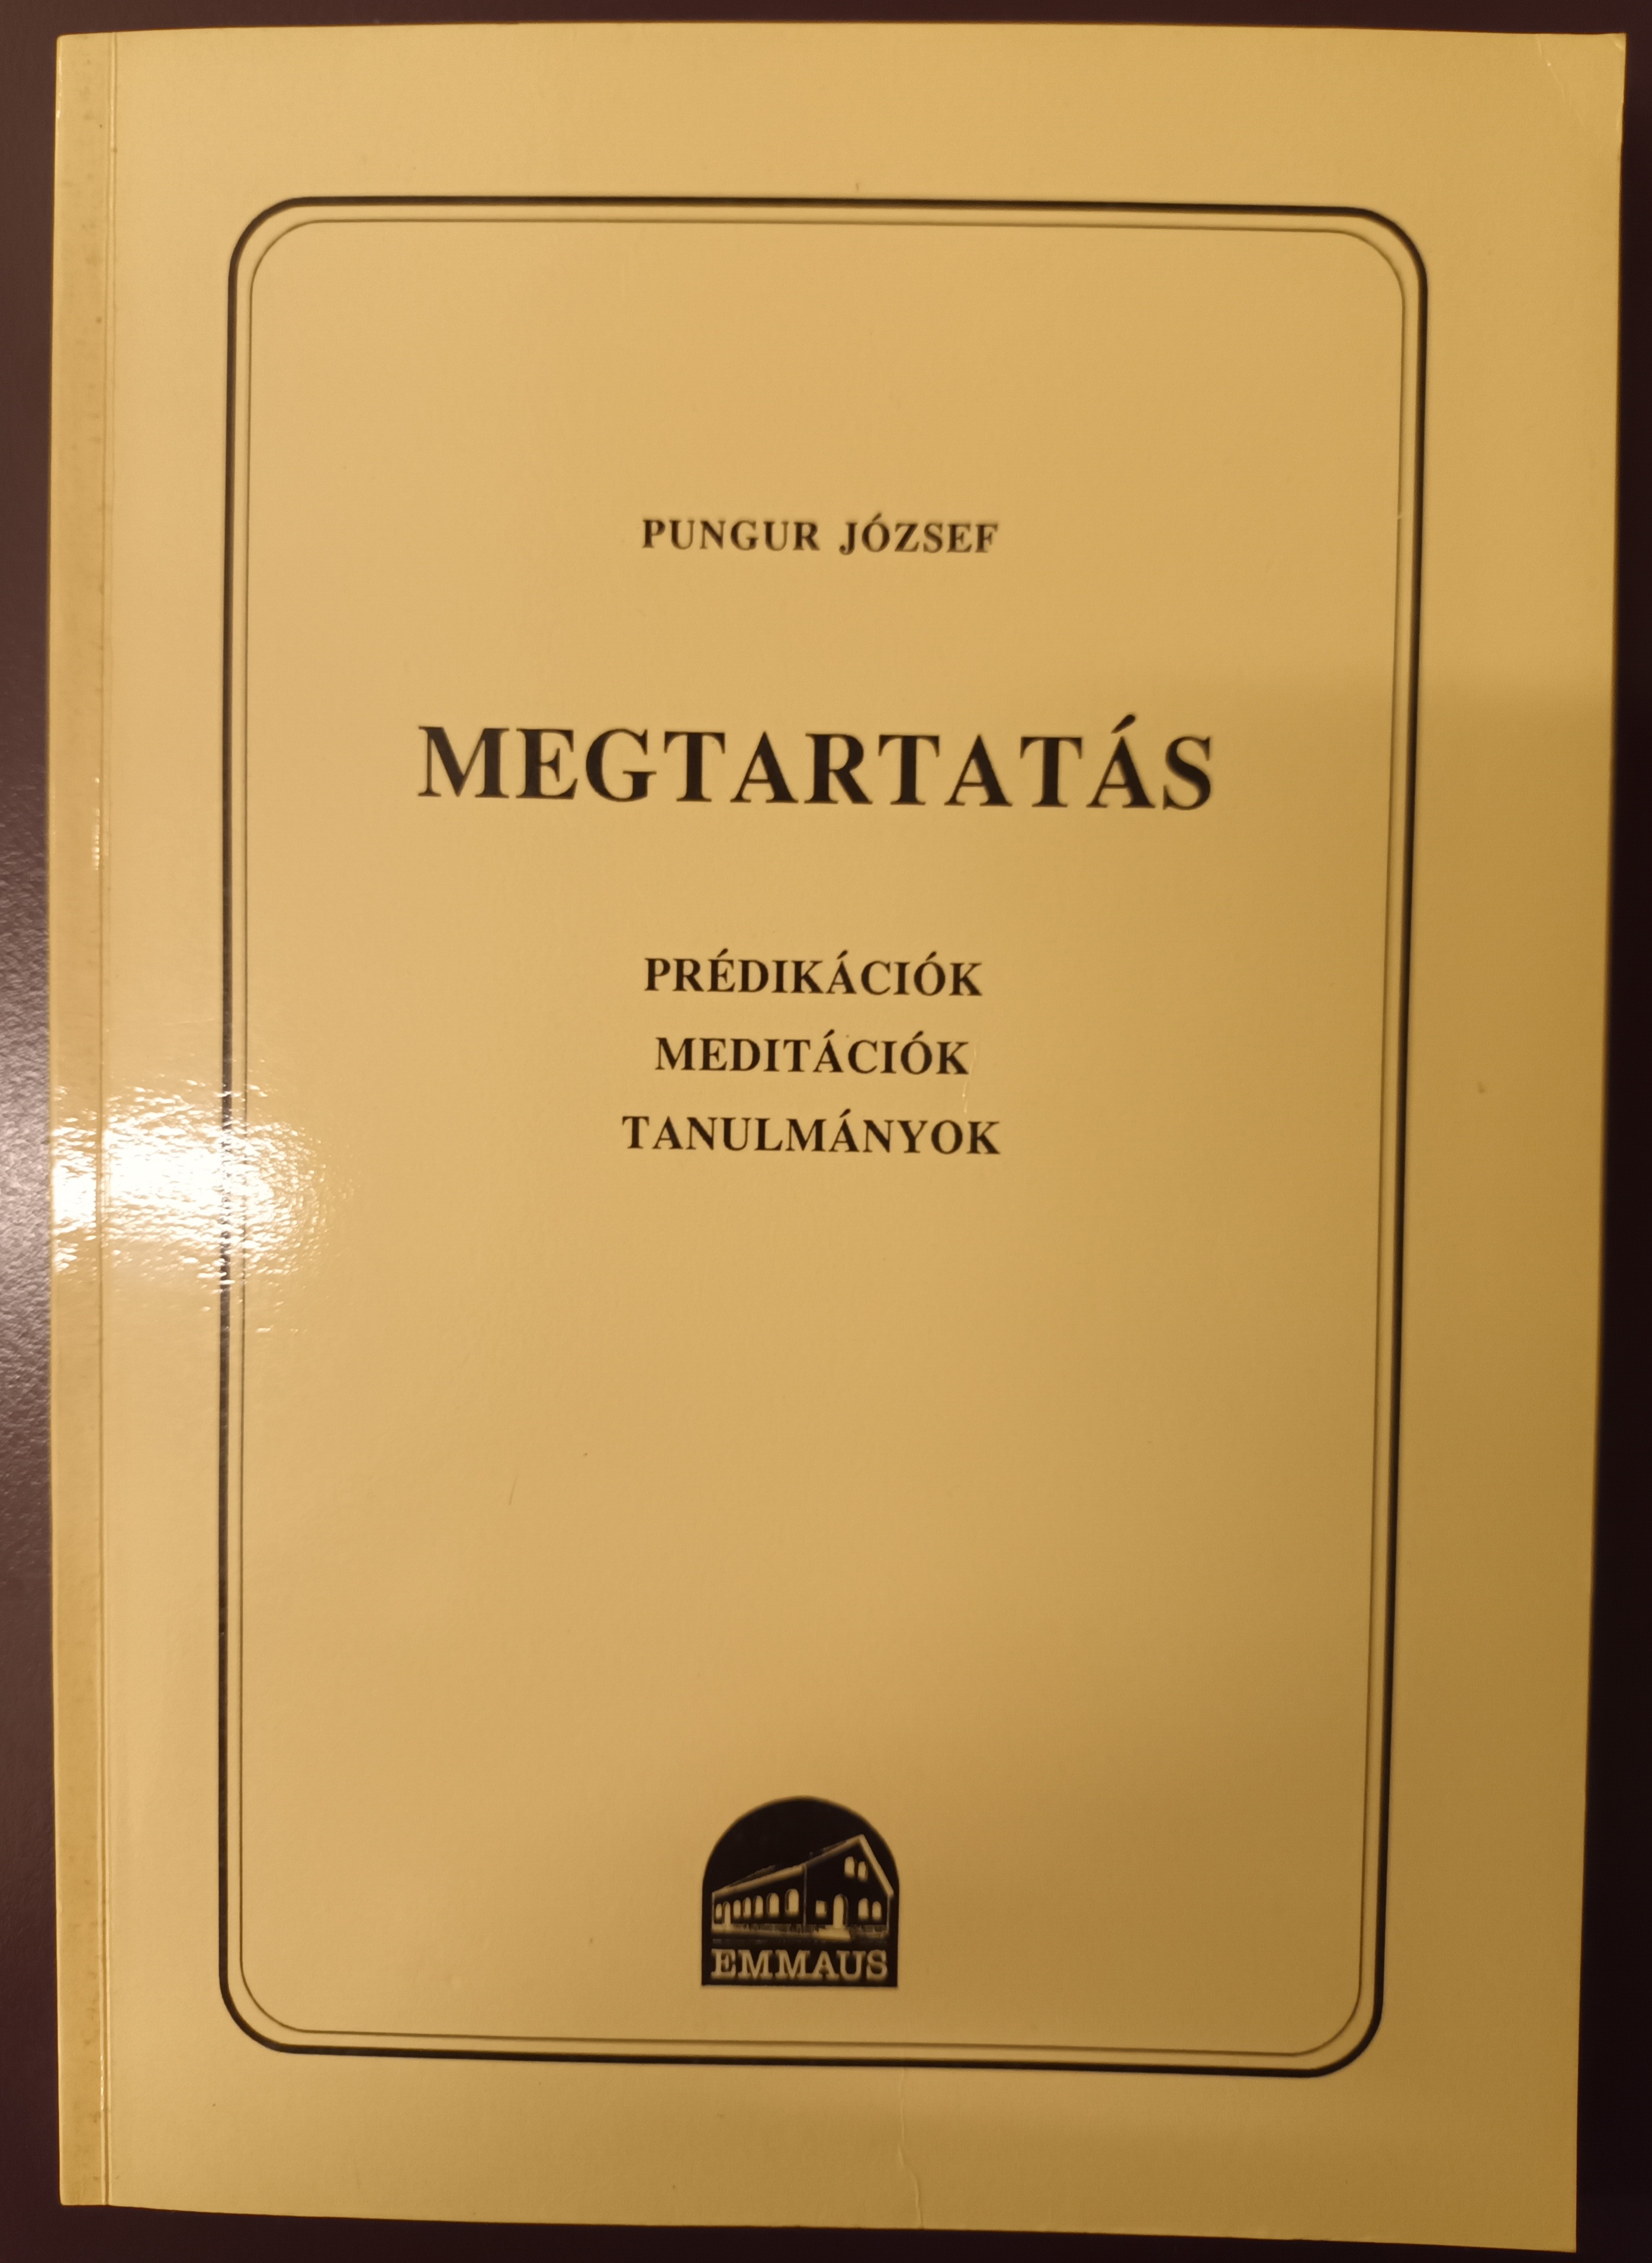 PUNGUR JÓZSEF
MEGTARTATÁS
PRÉDIKÁCIÓK
MEDITÁCIÓK
TANULMÁNYOK
EMMAUS